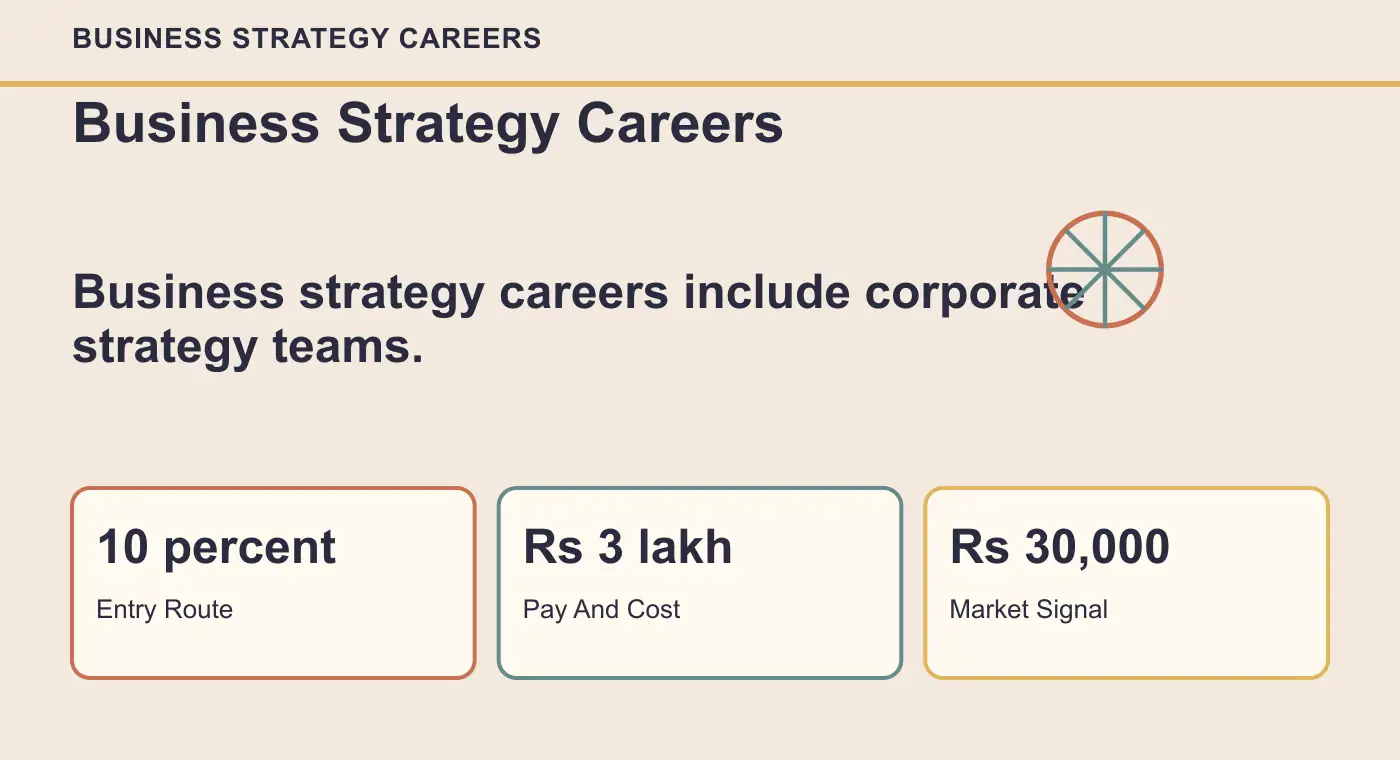 BUSINESS STRATEGY CAREERS
Business Strategy Careers
Business strategy careers include corporate
strategy teams.
10 percent
Entry Route
Rs 3 lakh
Pay And Cost
Rs 30,000
Market Signal